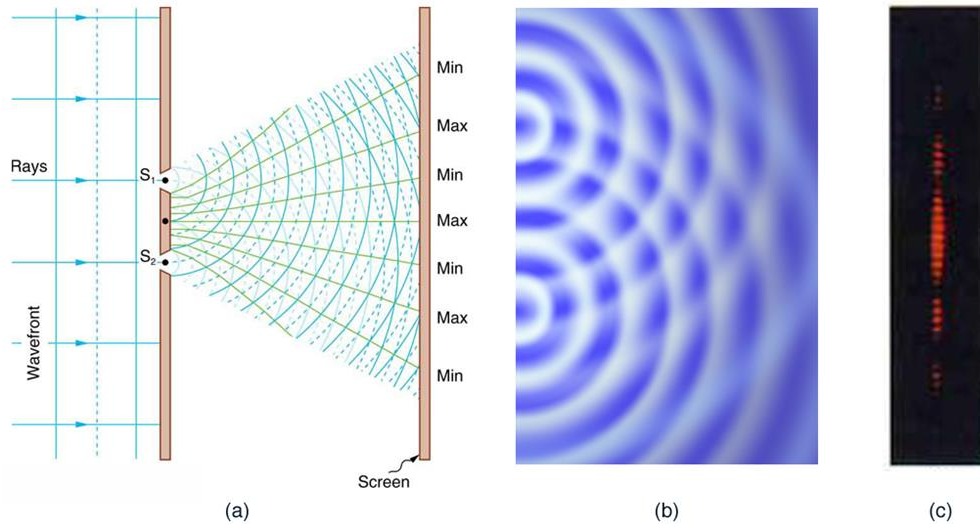 Rays
Wavefront
S1
S2
Min
Max
Min
Max
Min
Max
Min
Screen
(a)
(b)
(c)